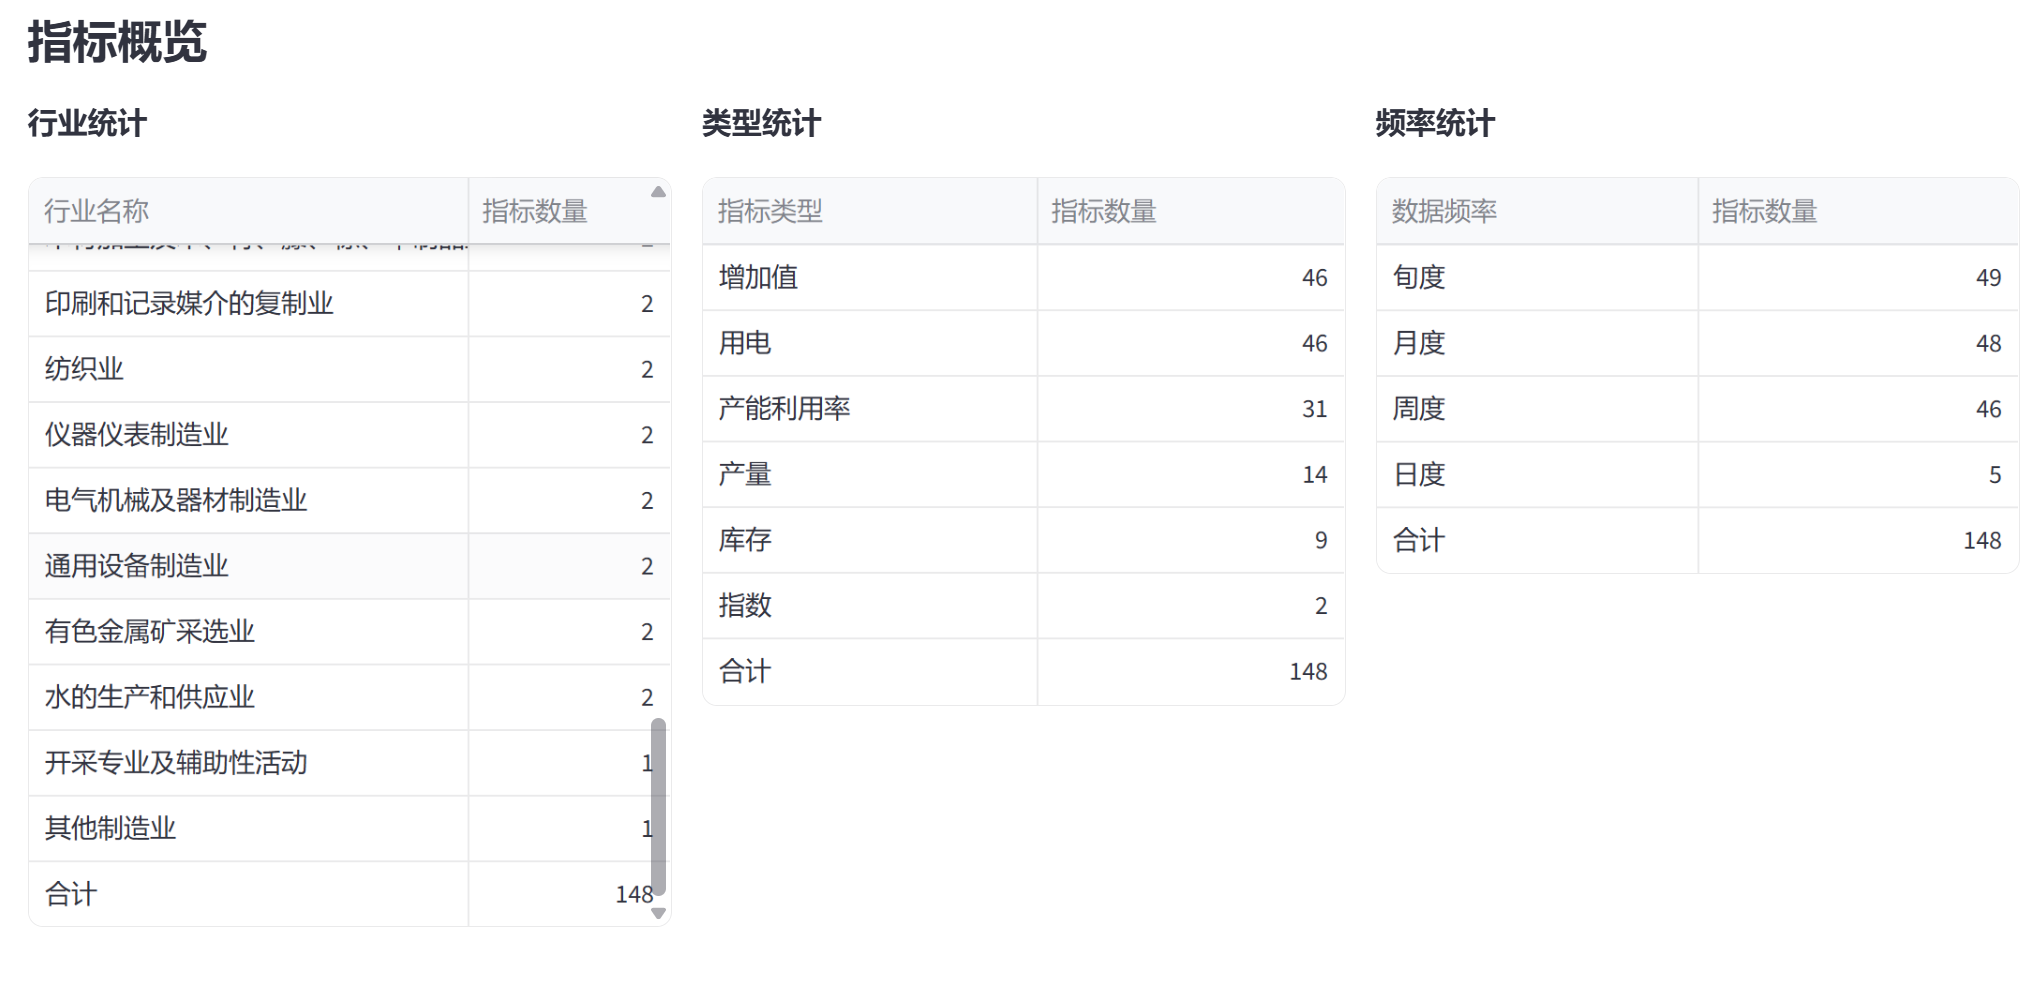 指标概览
行业统计
行业名称 指标数量
印刷和记录媒介的复制业 2
纺织业 2
仪器仪表制造业 2
电气机械及器材制造业 2
通用设备制造业 2
有色金属矿采选业 2
水的生产和供应业 2
开采专业及辅助性活动 1
其他制造业 1
合计 148
类型统计
指标类型 指标数量
增加值 46
用电 46
产能利用率 31
产量 14
库存 9
指数 2
合计 148
频率统计
数据频率 指标数量
旬度 49
月度 48
周度 46
日度 5
合计 148